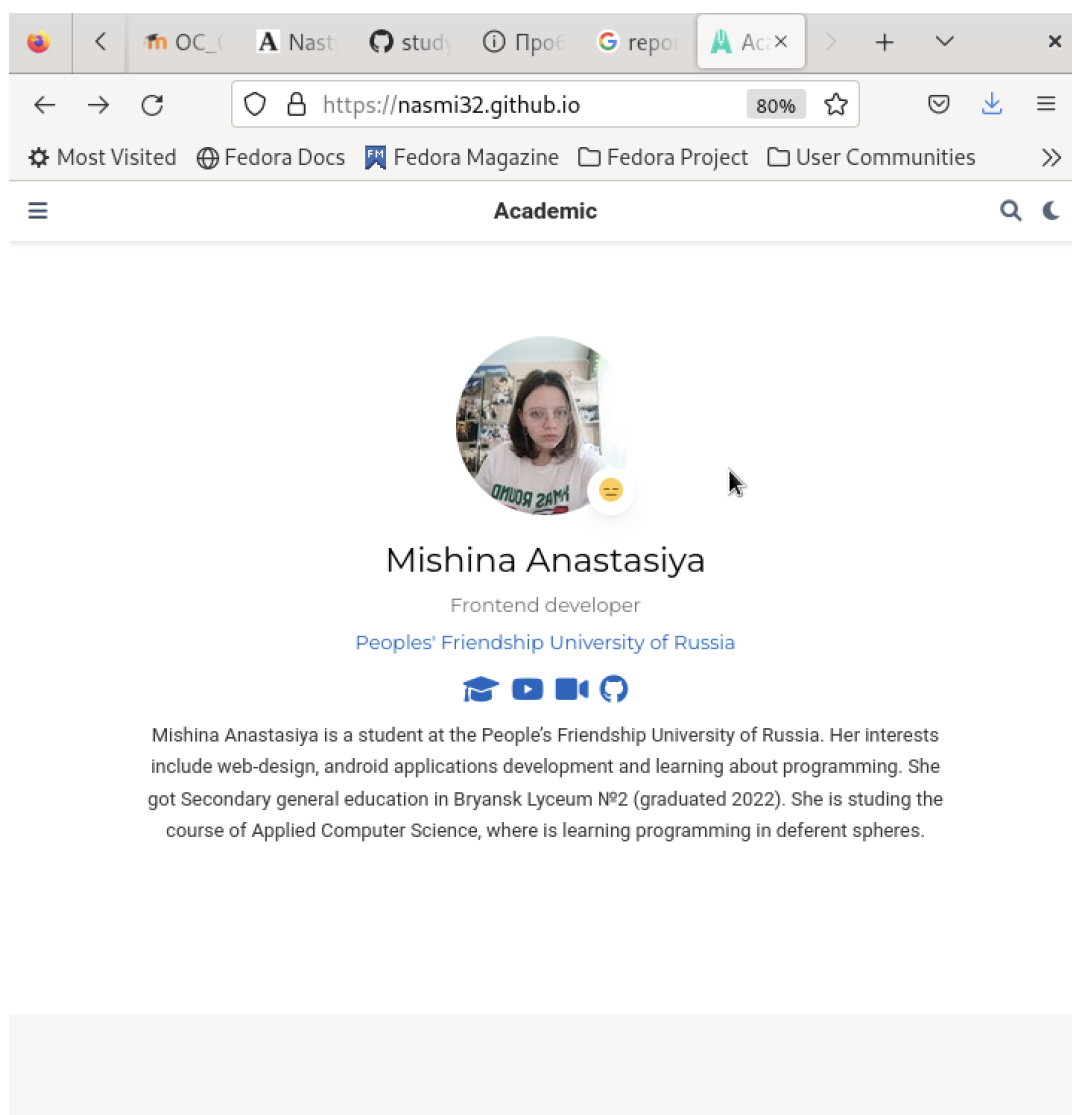 OC_
Nast
stud
Проб
repo
Ac
https://nasmi32.github.io
80%
Most Visited
Fedora Docs
FM
Fedora Magazine
Fedora Project
User Communities
Academic
Mishina Anastasiya
Frontend developer
Peoples' Friendship University of Russia
Mishina Anastasiya is a student at the People's Friendship University of Russia. Her interests
include web-design, android applications development and learning about programming. She
got Secondary general education in Bryansk Lyceum №2 (graduated 2022). She is studing the
course of Applied Computer Science, where is learning programming in deferent spheres.